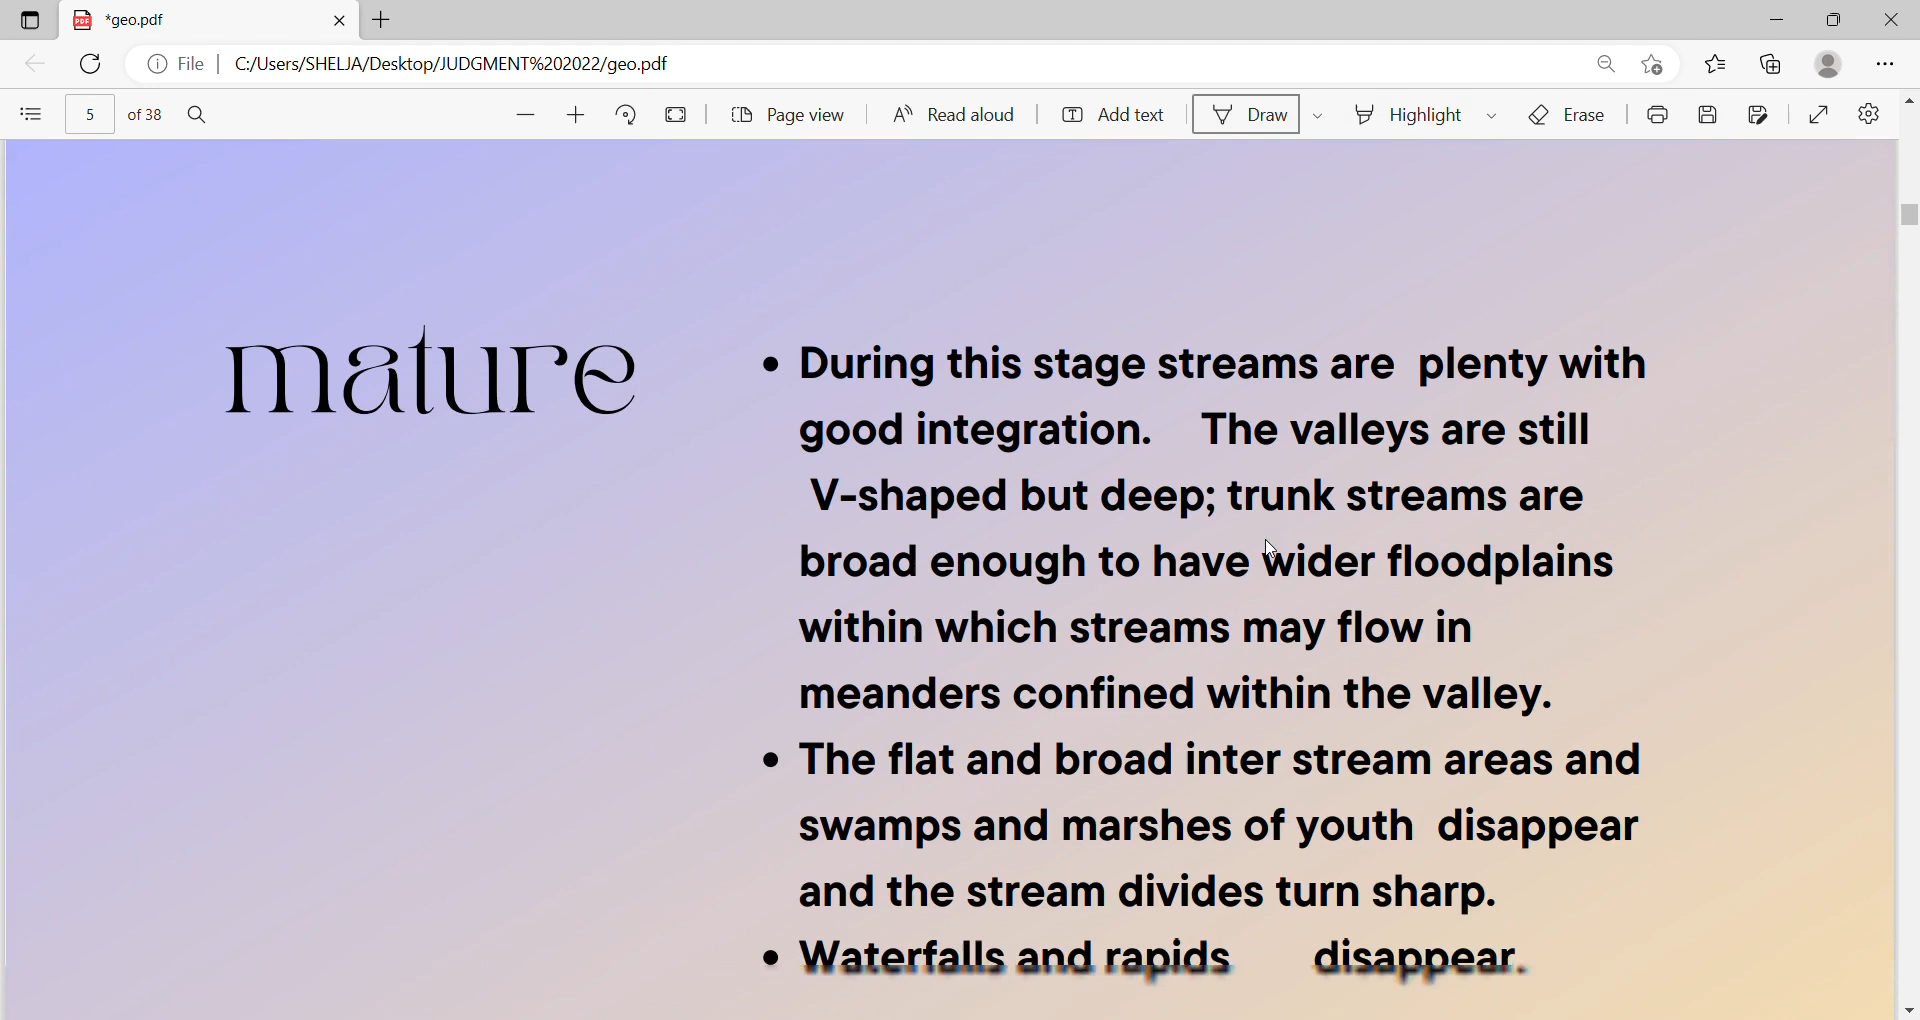 *geo.pdf
File | C:/Users/SHELJA/Desktop/JUDGMENT%202022/geo.pdf
5 of 38 Page view Read aloud Add text Draw Highlight Erase
mature
• During this stage streams are plenty with
good integration. The valleys are still
V-shaped but deep; trunk streams are
broad enough to have wider floodplains
within which streams may flow in
meanders confined within the valley.
• The flat and broad inter stream areas and
swamps and marshes of youth disappear
and the stream divides turn sharp.
• Waterfalls and rapids disappear.